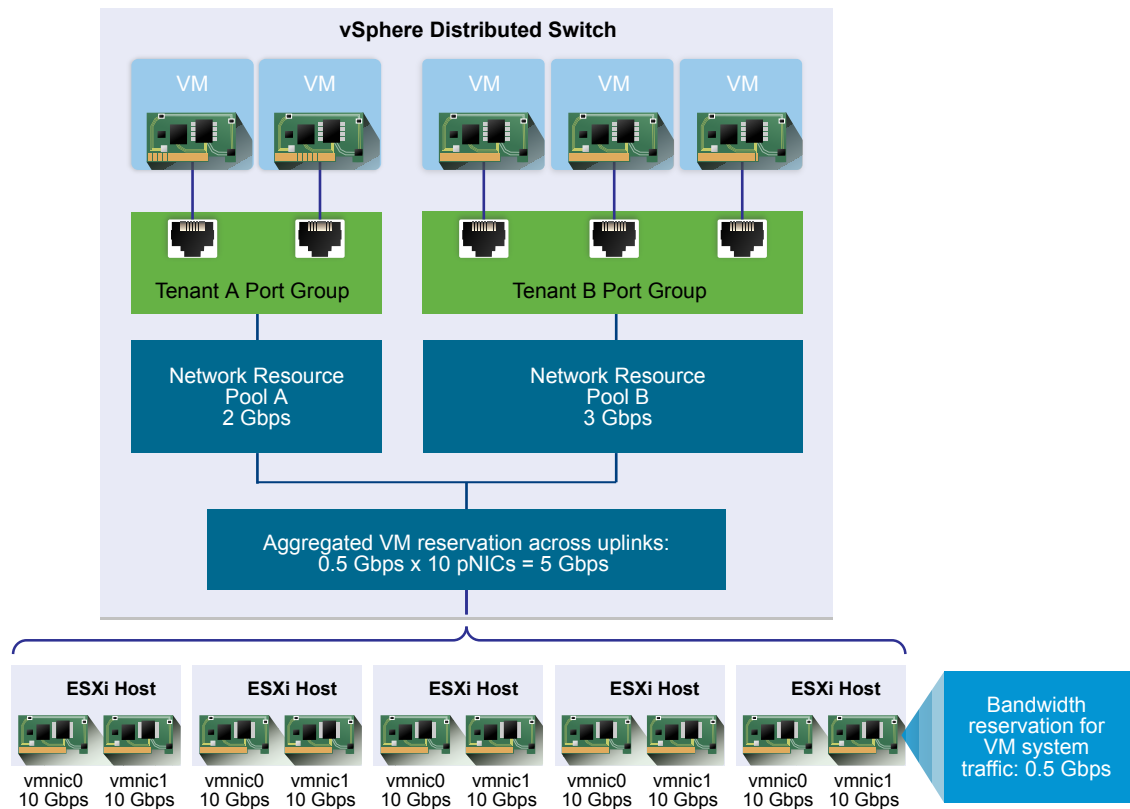 vSphere Distributed Switch
VM
VM
VM
VM
VM
Tenant A Port Group
Tenant B Port Group
Network Resource
Pool A
2 Gbps
Network Resource
Pool B
3 Gbps
Aggregated VM reservation across uplinks:
0.5 Gbps x 10 pNICs = 5 Gbps
ESXi Host
vmnic0
10 Gbps
vmnic1
10 Gbps
ESXi Host
vmnic0
10 Gbps
vmnic1
10 Gbps
ESXi Host
vmnic0
10 Gbps
vmnic1
10 Gbps
ESXi Host
vmnic0
10 Gbps
vmnic1
10 Gbps
ESXi Host
vmnic0
10 Gbps
vmnic1
10 Gbps
Bandwidth
reservation for
VM system
traffic: 0.5 Gbps